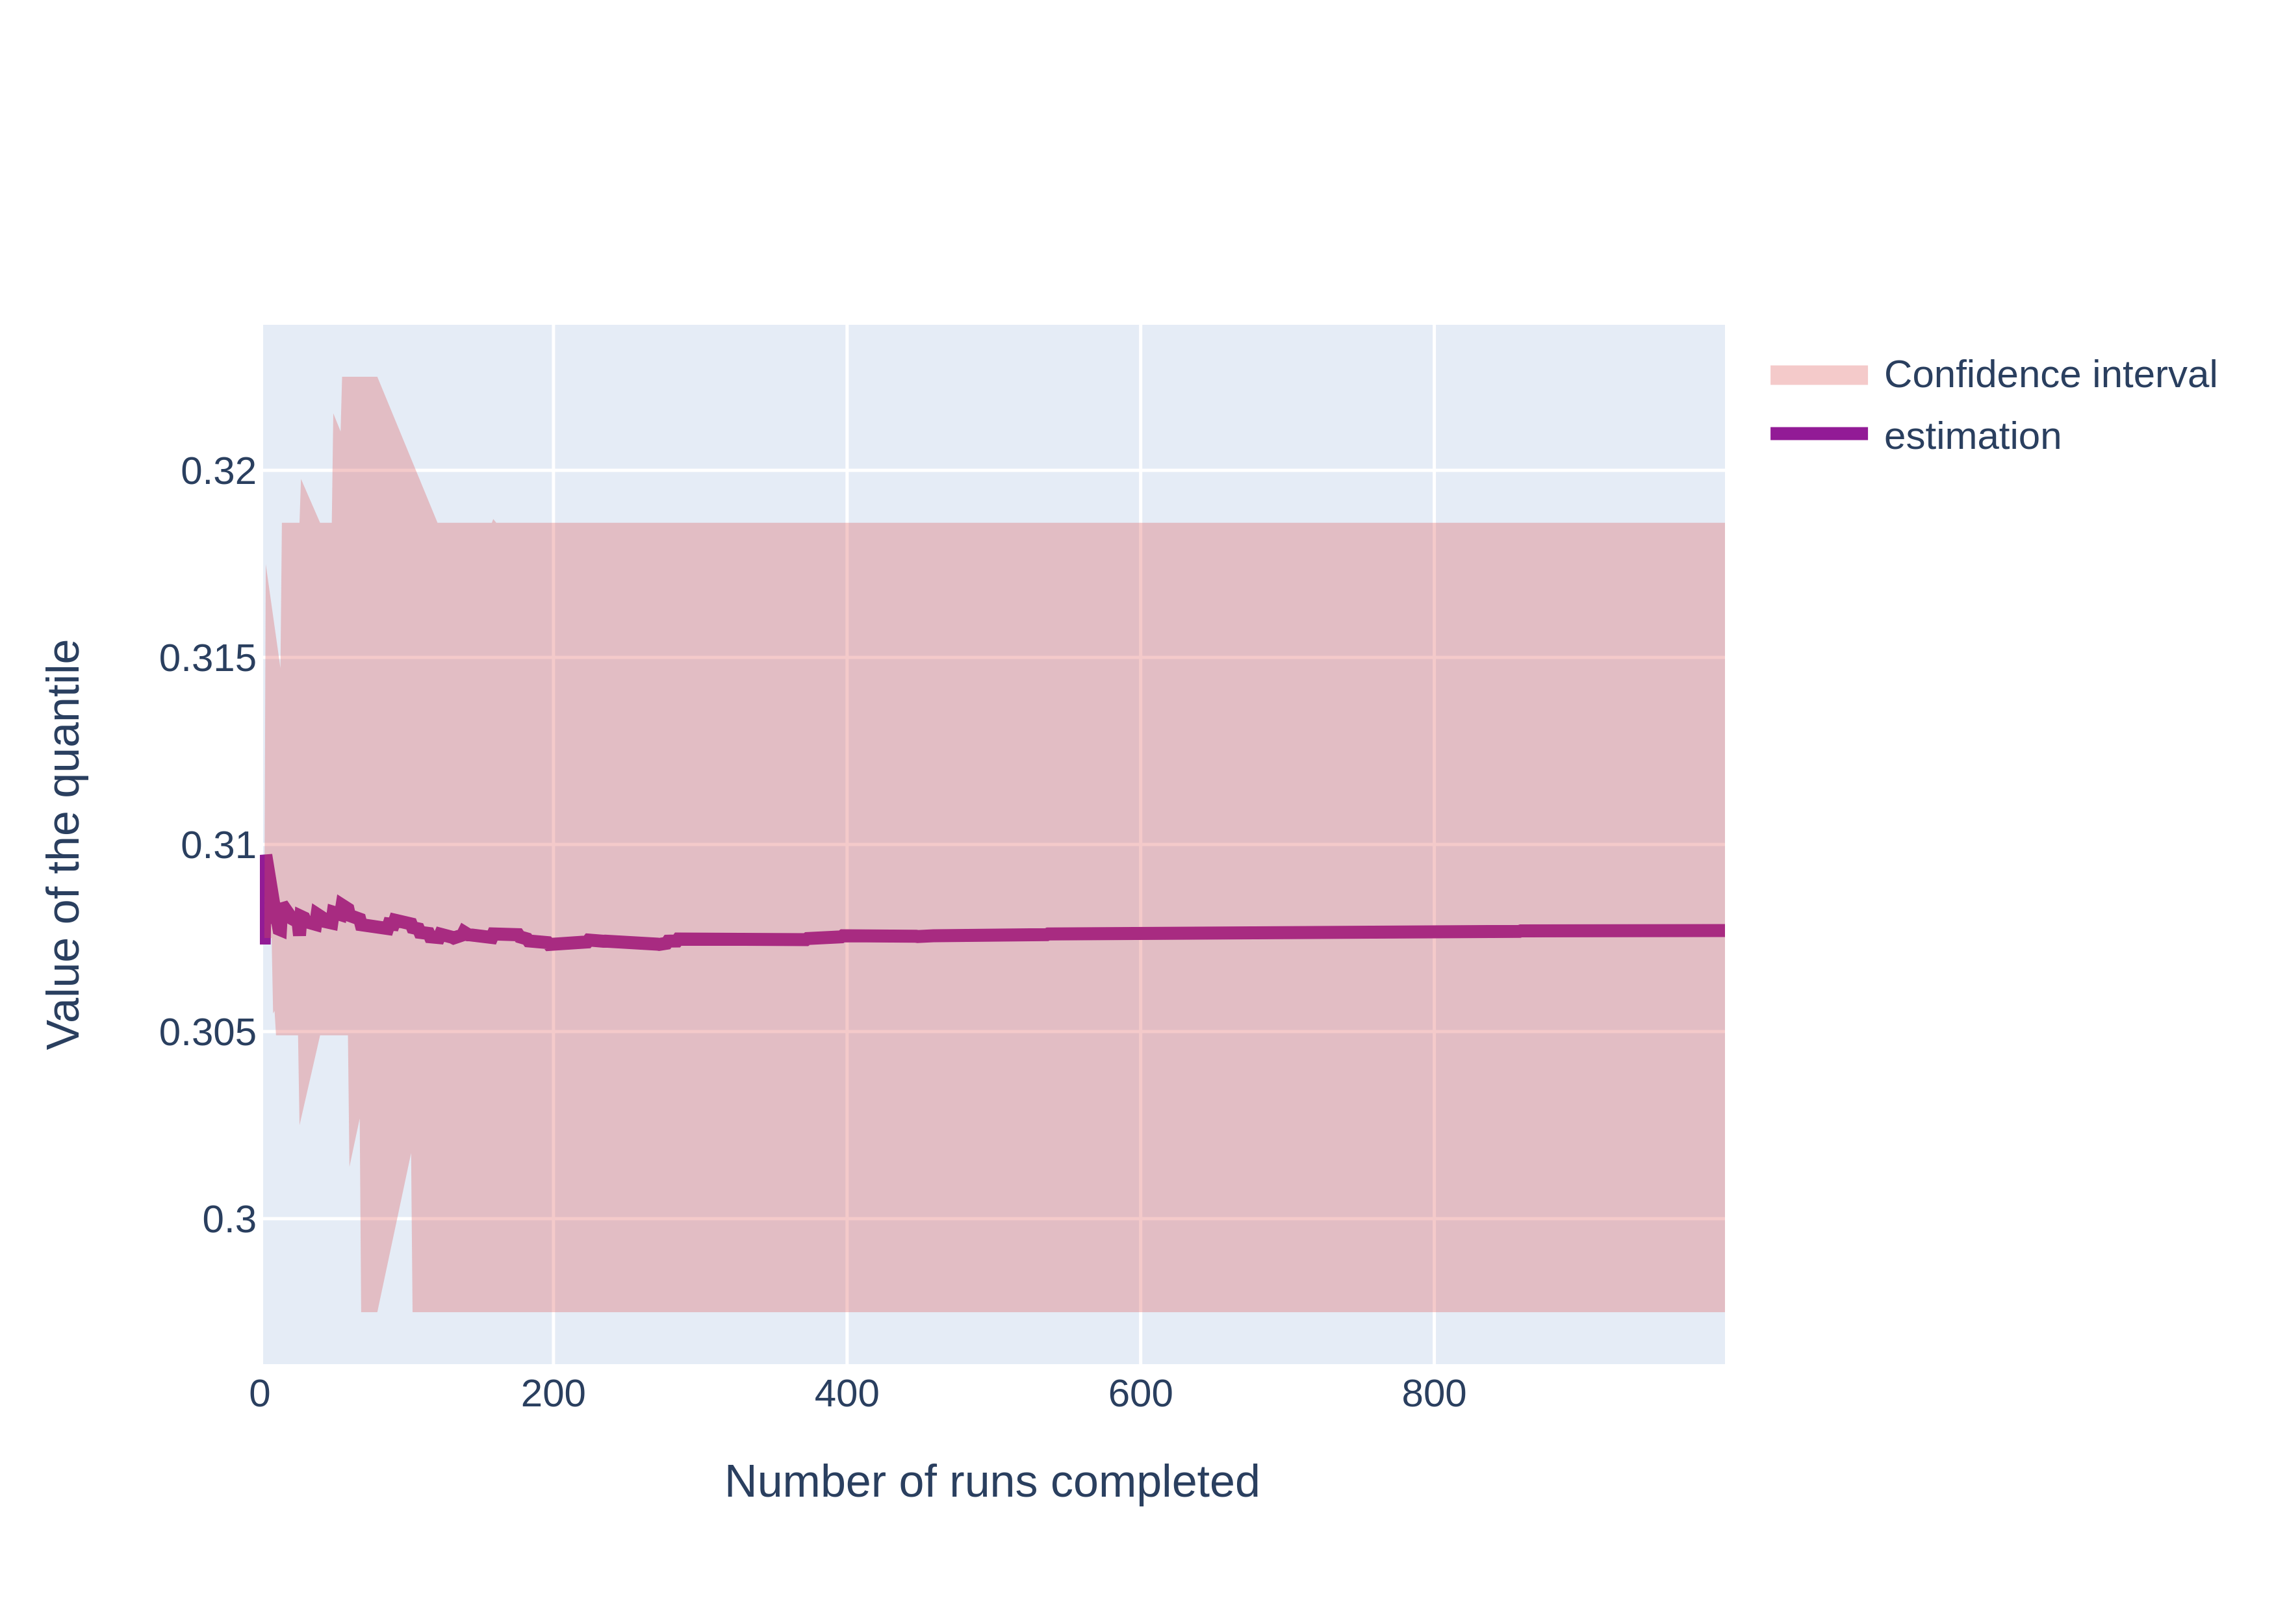 Confidence interval
estimation
0.32
0.315
0.31
0.305
0.3
Value of the quantile
0
200
400
600
800
Number of runs completed